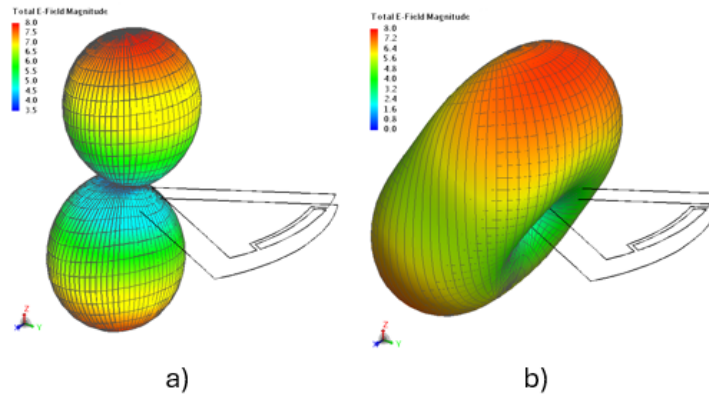 Total E-Field Magnitude
8.0
7.5
7.0
6.5
6.0
5.5
5.0
4.5
4.0
3.5
Z
X
Y
a)
Total E-Field Magnitude
8.0
7.2
6.4
5.6
4.8
4.0
3.2
2.4
1.6
0.8
0.0
Z
X
Y
b)